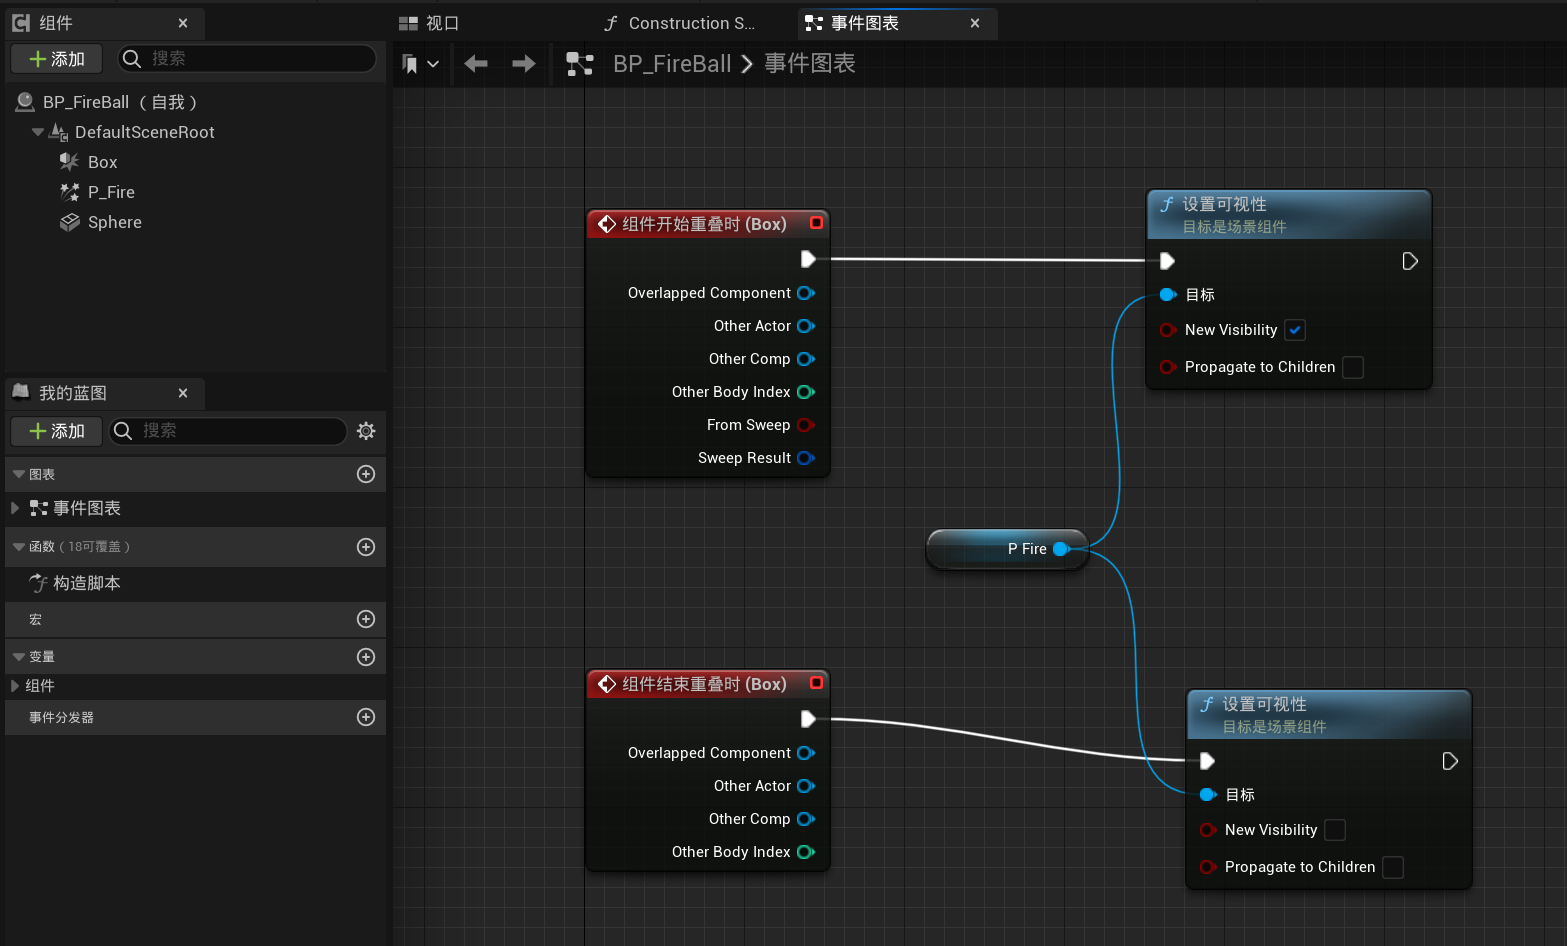 组件
添加
搜索
BP_FireBall （自我）
DefaultSceneRoot
Box
P_Fire
Sphere
我的蓝图
添加
搜索
图表
事件图表
函数（18可覆盖）
构造脚本
宏
变量
组件
事件分发器
视口
Construction S...
事件图表
BP_FireBall > 事件图表
组件开始重叠时 (Box)
Overlapped Component
Other Actor
Other Comp
Other Body Index
From Sweep
Sweep Result
设置可视性
目标是场景组件
目标
New Visibility
Propagate to Children
P Fire
组件结束重叠时 (Box)
Overlapped Component
Other Actor
Other Comp
Other Body Index
设置可视性
目标是场景组件
目标
New Visibility
Propagate to Children